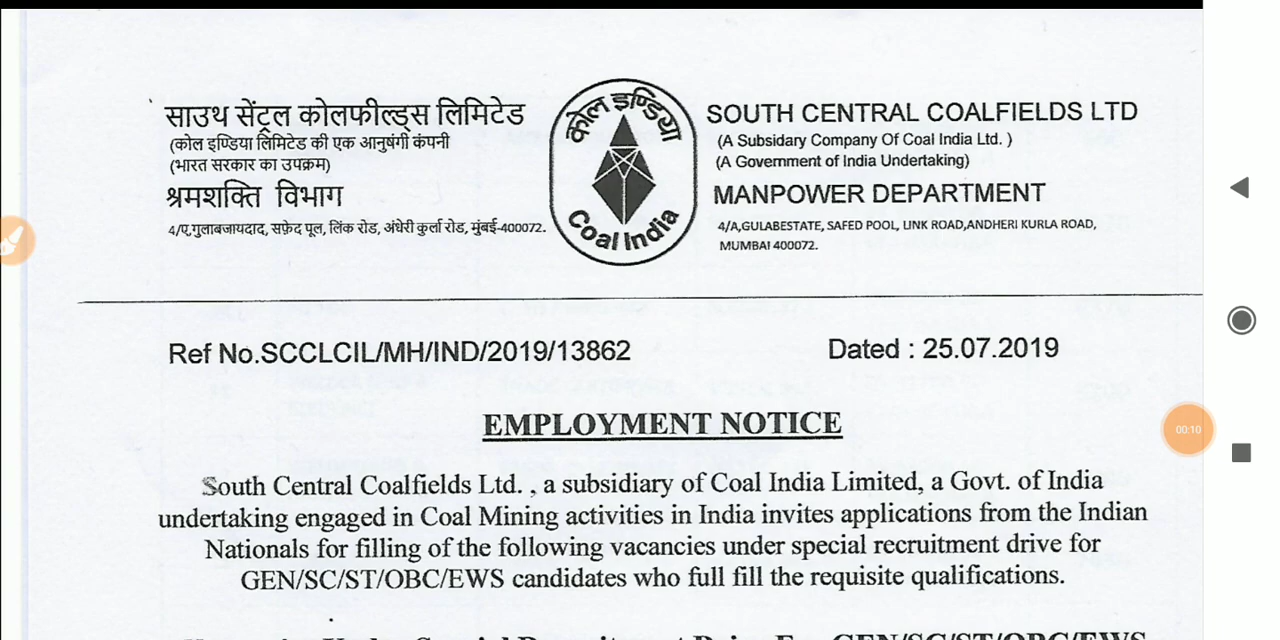 साउथ सेंट्रल कोलफील्ड्स लिमिटेड
(कोल इण्डिया लिमिटेड की एक आनुषंगी कंपनी
(भारत सरकार का उपक्रम)
श्रमशक्ति विभाग
4/ए.गुलाबजायदाद, सफ़ेद पूल, लिंक रोड, अंधेरी कुर्ला रोड, मुंबई-400072.
कोल इण्डिया
Coal India
SOUTH CENTRAL COALFIELDS LTD
(A Subsidary Company Of Coal India Ltd. )
(A Government of India Undertaking)
MANPOWER DEPARTMENT
4/A,GULABESTATE, SAFED POOL, LINK ROAD,ANDHERI KURLA ROAD,
MUMBAI 400072.
Ref No.SCCLCIL/MH/IND/2019/13862
Dated : 25.07.2019
EMPLOYMENT NOTICE
South Central Coalfields Ltd. , a subsidiary of Coal India Limited, a Govt. of India
undertaking engaged in Coal Mining activities in India invites applications from the Indian
Nationals for filling of the following vacancies under special recruitment drive for
GEN/SC/ST/OBC/EWS candidates who full fill the requisite qualifications.
00:10